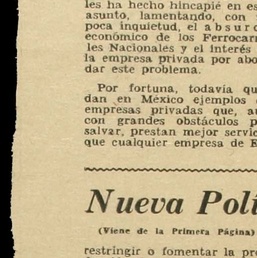 les ha hecho hincapié en es
asunto, lamentando, con
poca inquietud, el absurd
económico de los Ferrocarr
les Nacionales y el interés
la empresa privada por abo
dar este problema.
Por fortuna, todavía qu
dan en México ejemplos
empresas privadas que, au
con grandes obstáculos p
salvar, prestan mejor servic
que cualquier empresa de E
Nueva Polí
(Viene de la Primera Página)
restringir o fomentar la pro